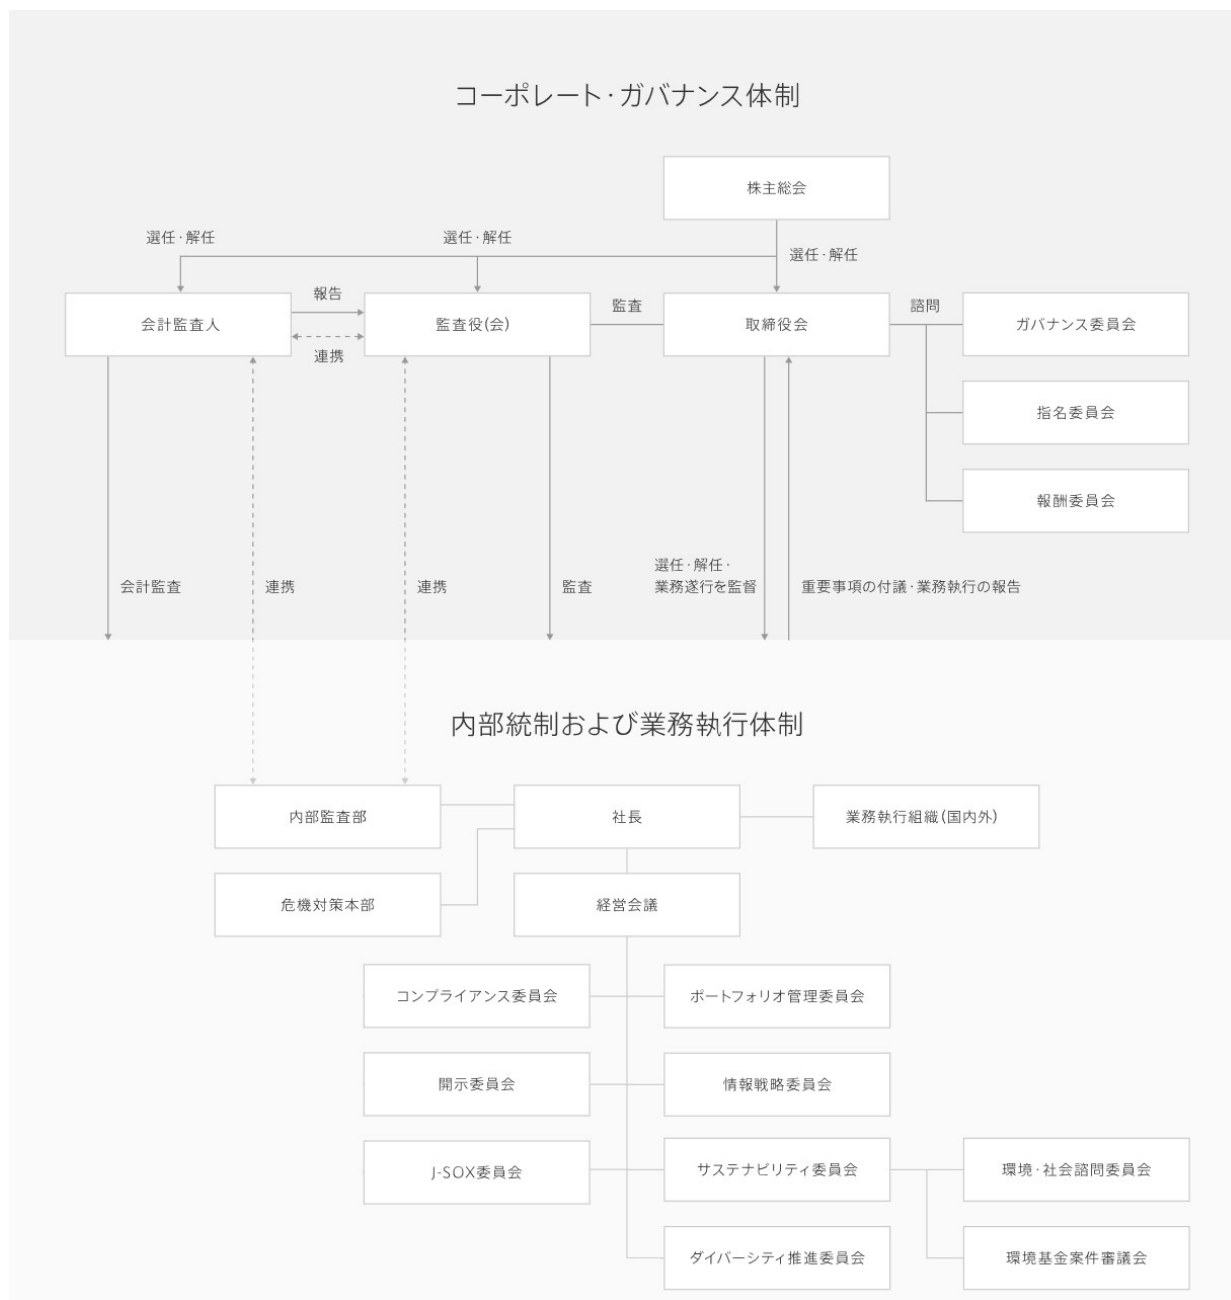 コーポレート・ガバナンス体制
株主総会
選任・解任
選任・解任
選任・解任
会計監査人
報告
連携
監査役(会)
監査
取締役会
諮問
ガバナンス委員会
指名委員会
報酬委員会
会計監査
連携
連携
監査
選任・解任・
業務遂行を監督
重要事項の付議・業務執行の報告
内部統制および業務執行体制
内部監査部
社長
業務執行組織(国内外)
危機対策本部
経営会議
コンプライアンス委員会
ポートフォリオ管理委員会
開示委員会
情報戦略委員会
J-SOX委員会
サステナビリティ委員会
環境・社会諮問委員会
ダイバーシティ推進委員会
環境基金案件審議会